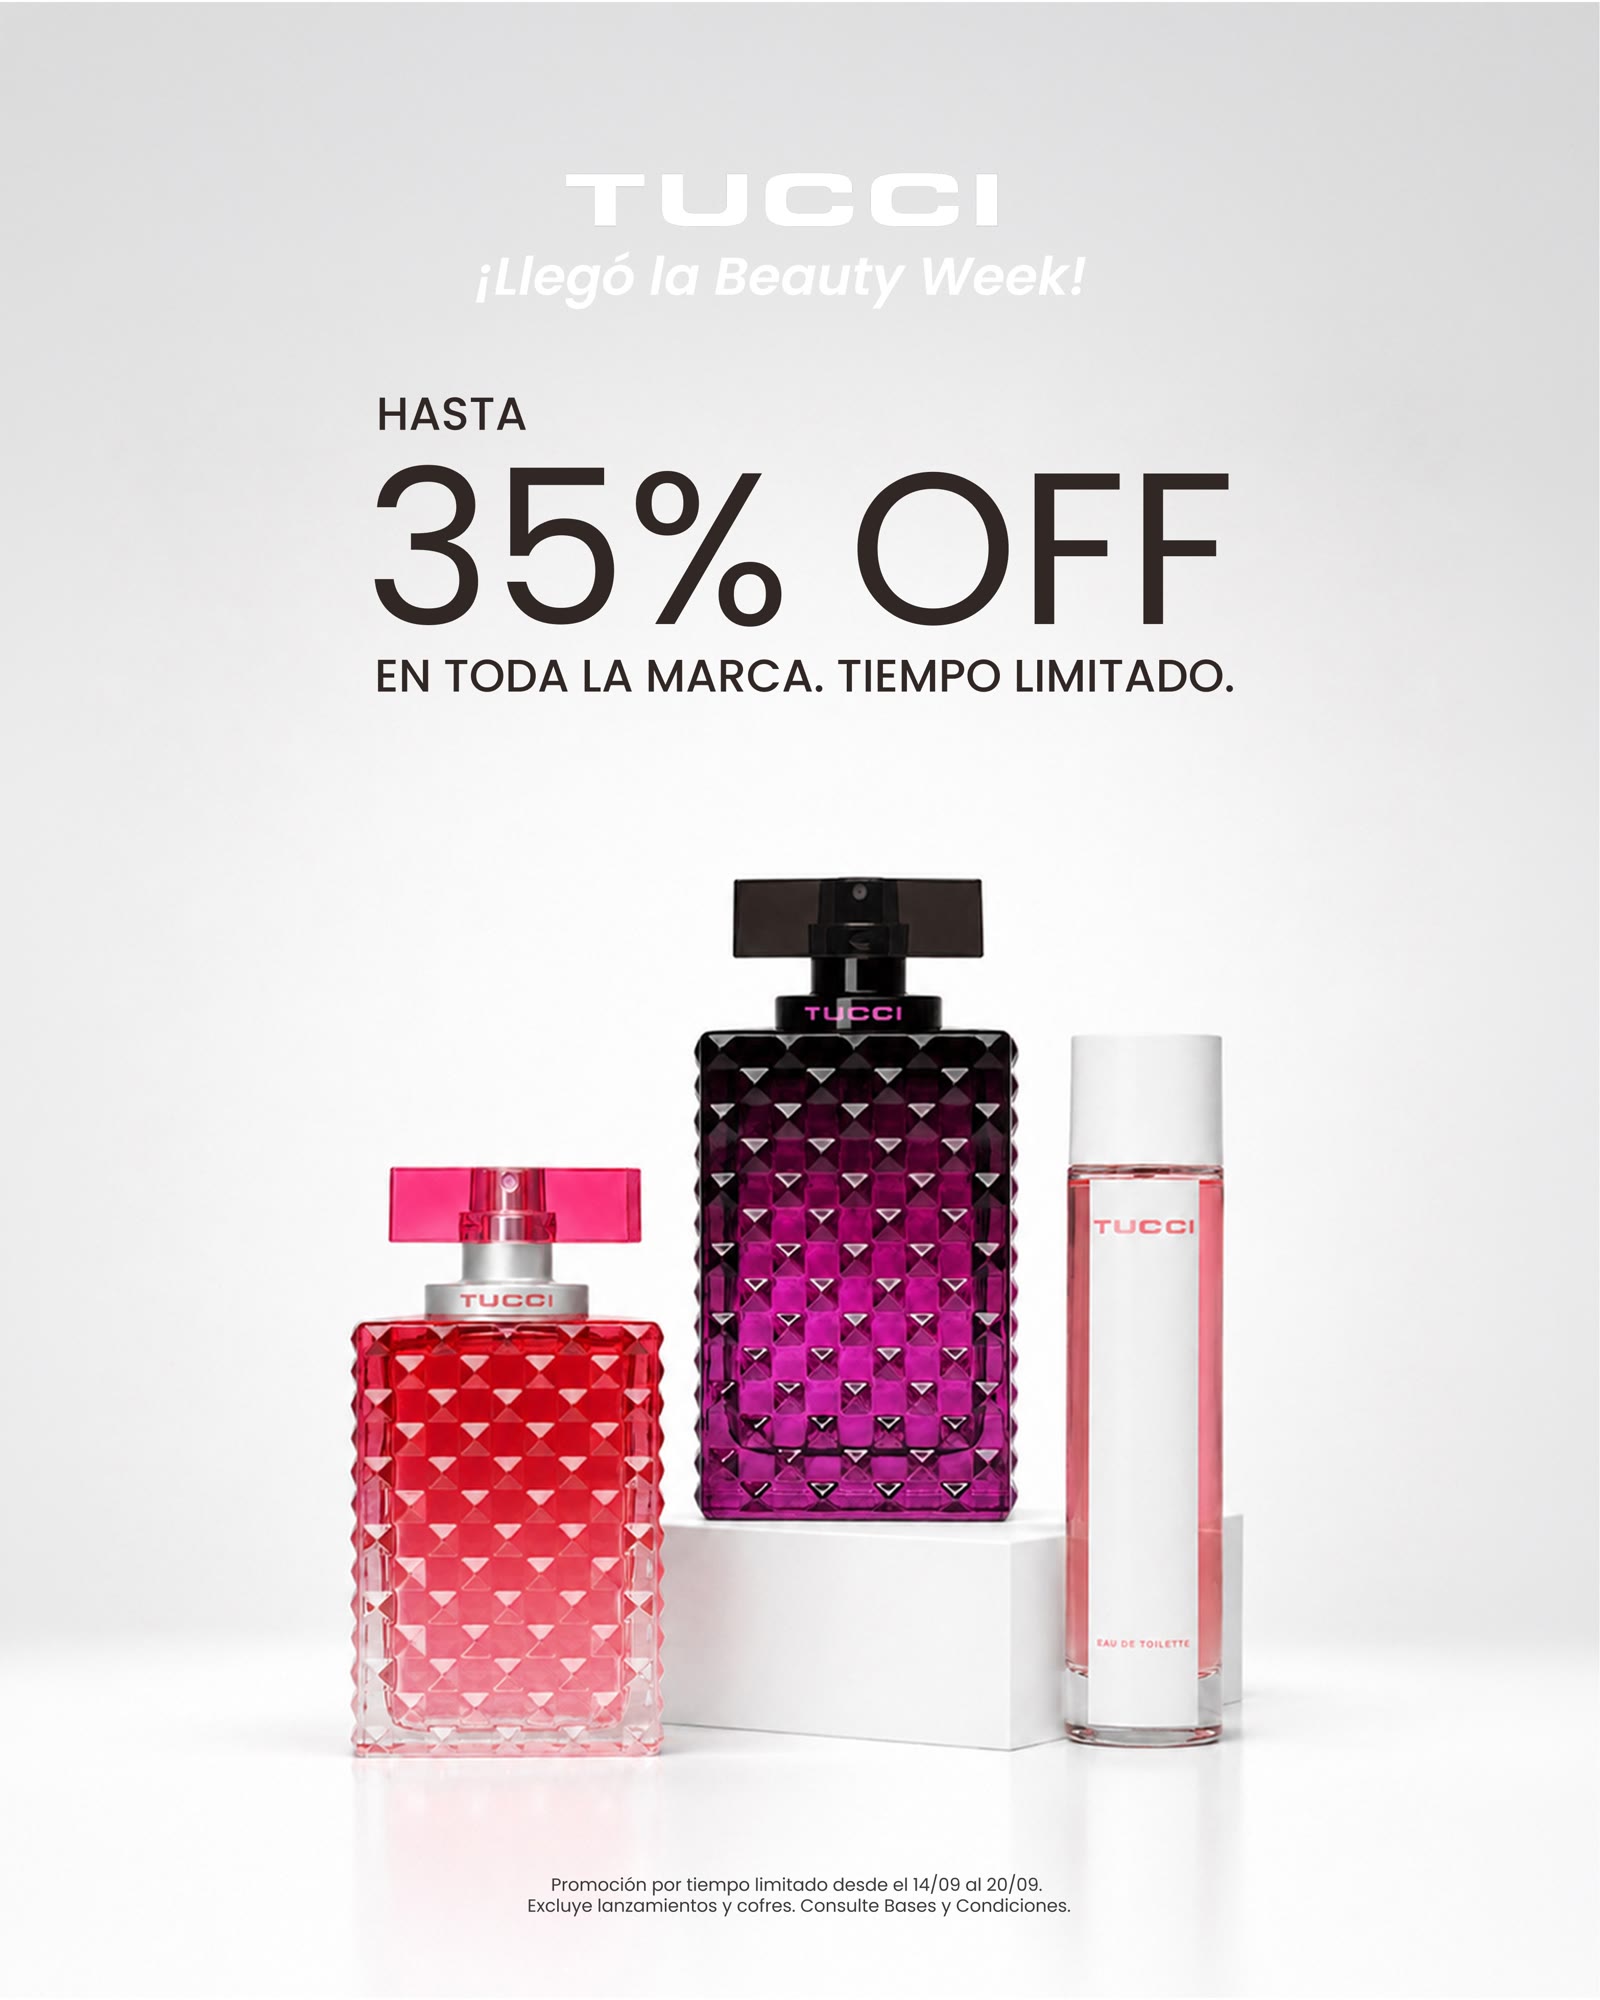 TUCCI
¡Llegó la Beauty Week!
HASTA
35% OFF
EN TODA LA MARCA. TIEMPO LIMITADO.
TUCCI
TUCCI
TUCCI
EAU DE TOILETTE
Promoción por tiempo limitado desde el 14/09 al 20/09.
Excluye lanzamientos y cofres. Consulte Bases y Condiciones.